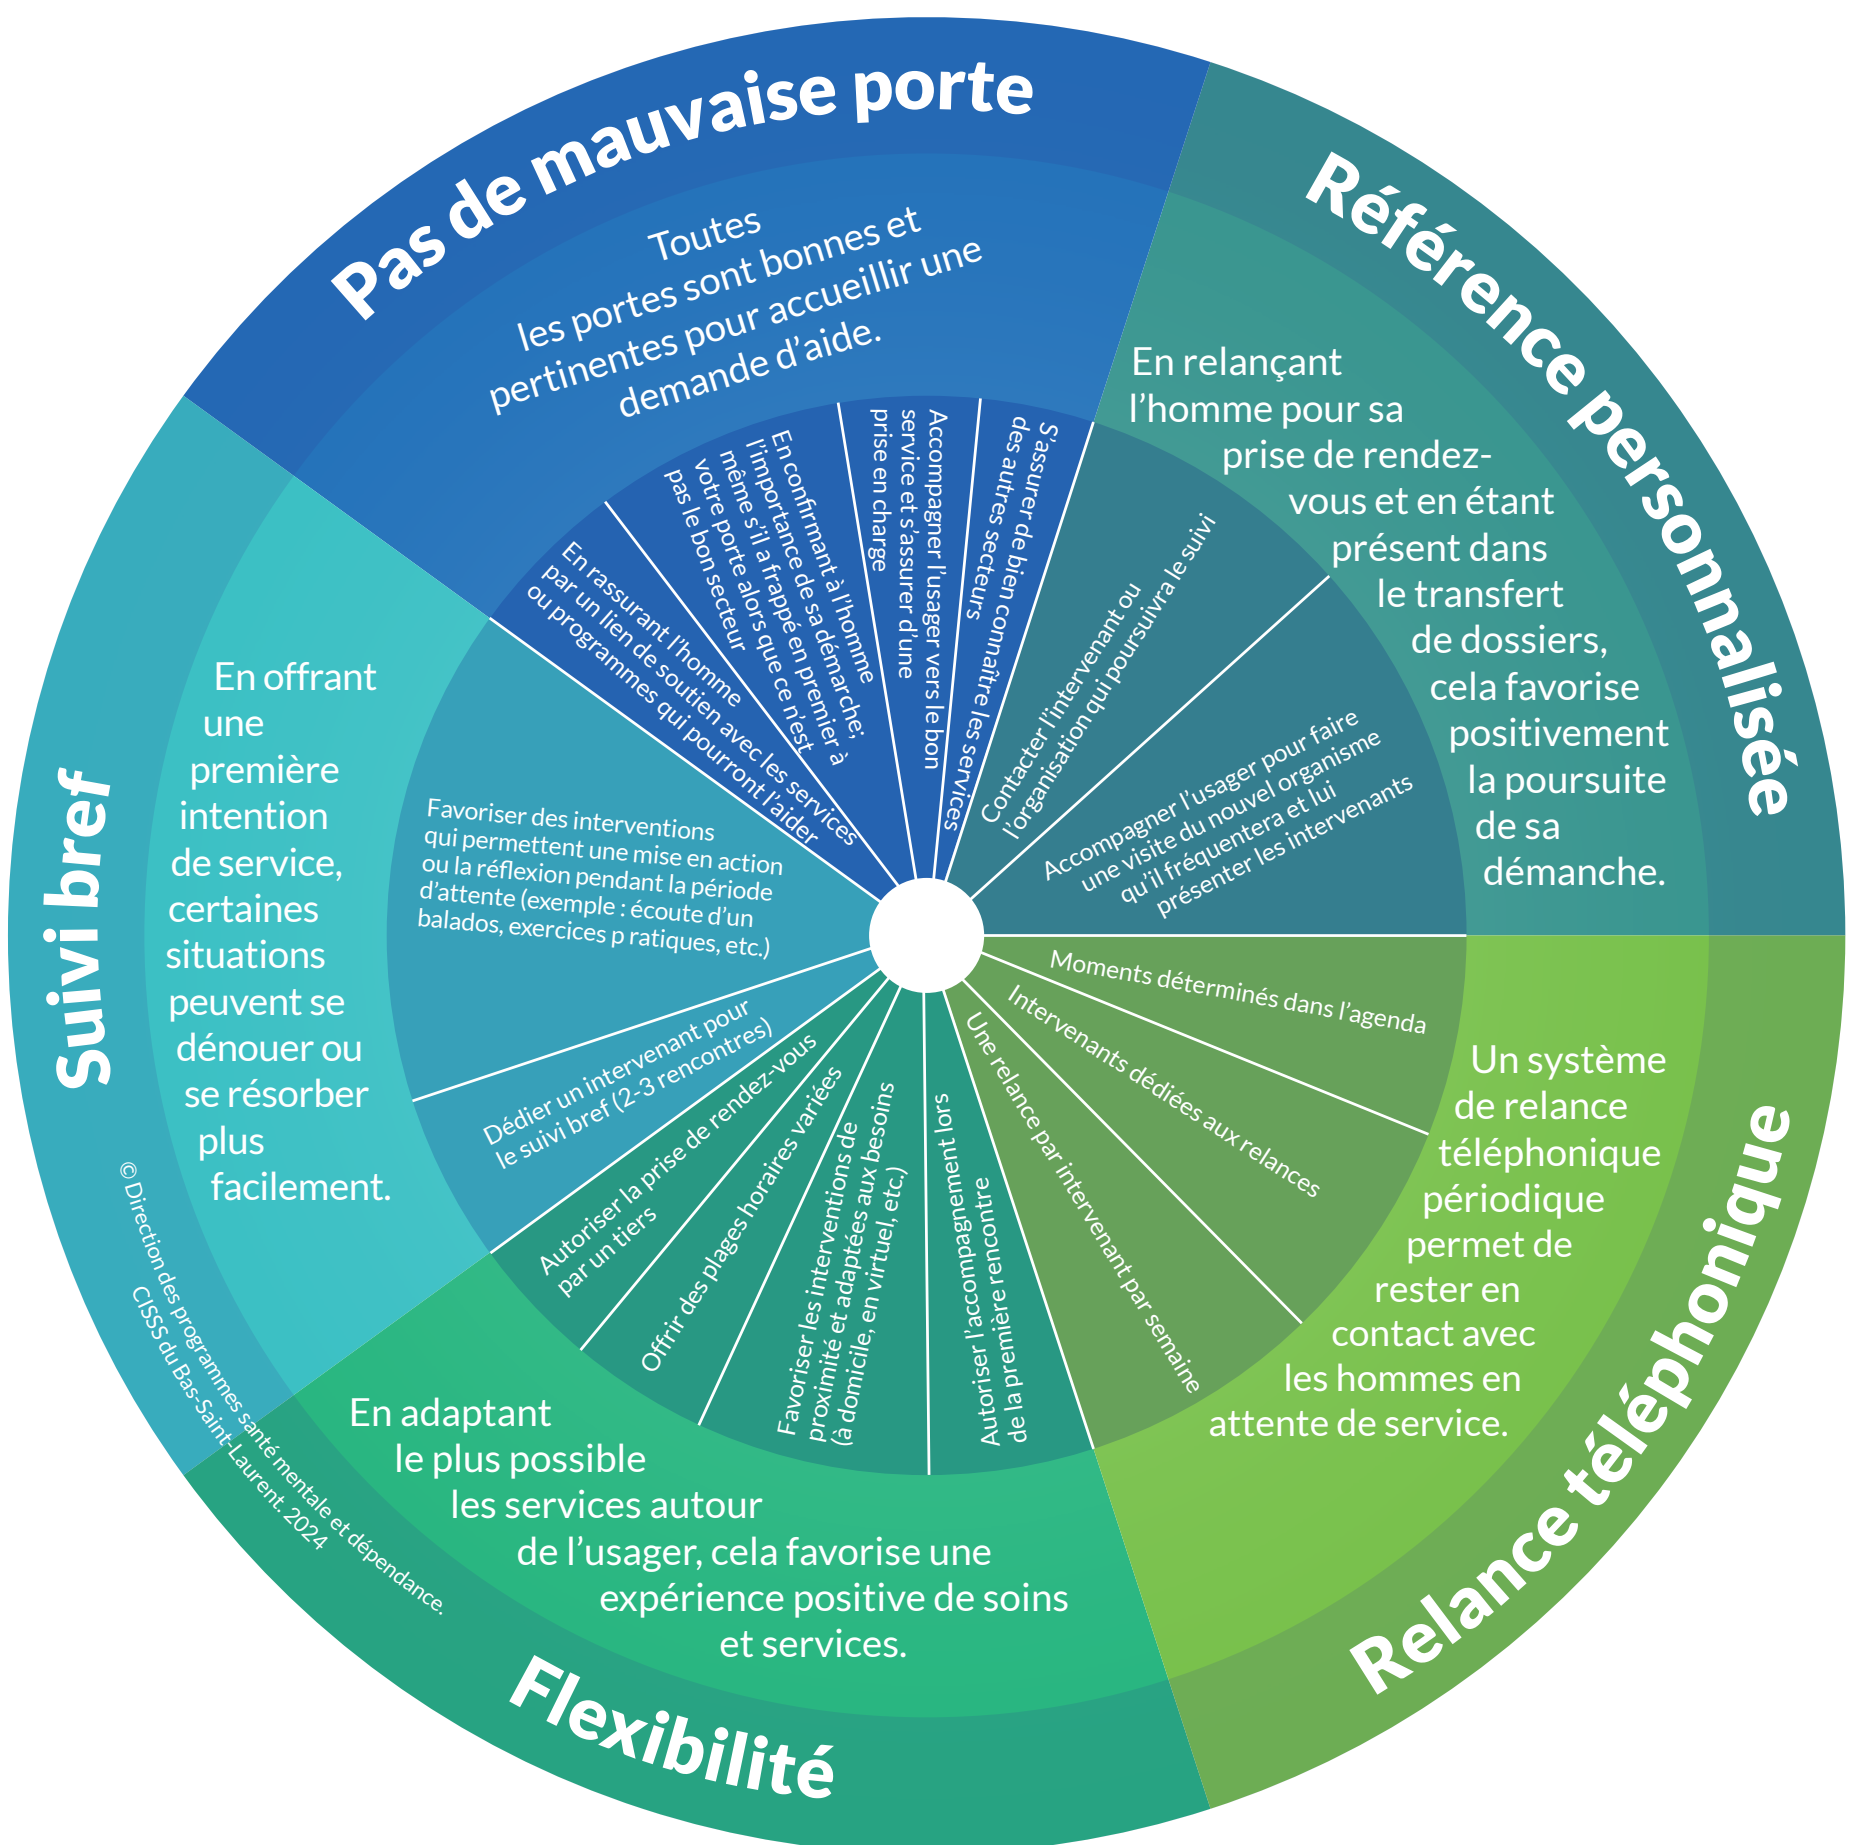 Pas de mauvaise porte
Toutes
les portes sont bonnes et
pertinentes pour accueillir une
demande d’aide.
En rassurant l’homme
par un lien de soutien avec les services
ou programmes qui pourront l’aider
En confirmant à l’homme
l’importance de sa démarche;
même s’il a frappé en premier à
votre porte alors que ce n’est
pas le bon secteur
Accompagner l’usager vers le bon
service et s’assurer d’une
prise en charge
S’assurer de bien connaître les services
des autres secteurs
Référence personnalisée
En relançant
l’homme pour sa
prise de rendez-
vous et en étant
présent dans
le transfert
de dossiers,
cela favorise
positivement
la poursuite
de sa
démanche.
Contacter l’intervenant ou
l’organisation qui poursuivra le suivi
Accompagner l’usager pour faire
une visite du nouvel organisme
qu’il fréquentera et lui
présenter les intervenants
Relance téléphonique
Un système
de relance
téléphonique
périodique
permet de
rester en
contact avec
les hommes en
attente de service.
Moments déterminés dans l’agenda
Intervenants dédiées aux relances
Une relance par intervenant par semaine
Flexibilité
En adaptant
le plus possible
les services autour
de l’usager, cela favorise une
expérience positive de soins
et services.
Autoriser l’accompagnement lors
de la première rencontre
Favoriser les interventions de
proximité et adaptées aux besoins
(à domicile, en virtuel, etc.)
Offrir des plages horaires variées
Autoriser la prise de rendez-vous
par un tiers
Suivi bref
En offrant
une
première
intention
de service,
certaines
situations
peuvent se
dénouer ou
se résorber
plus
facilement.
Dédier un intervenant pour
le suivi bref (2-3 rencontres)
Favoriser des interventions
qui permettent une mise en action
ou la réflexion pendant la période
d’attente (exemple : écoute d’un
balados, exercices p ratiques, etc.)
© Direction des programmes santé mentale et dépendance.
CISSS du Bas-Saint-Laurent. 2024